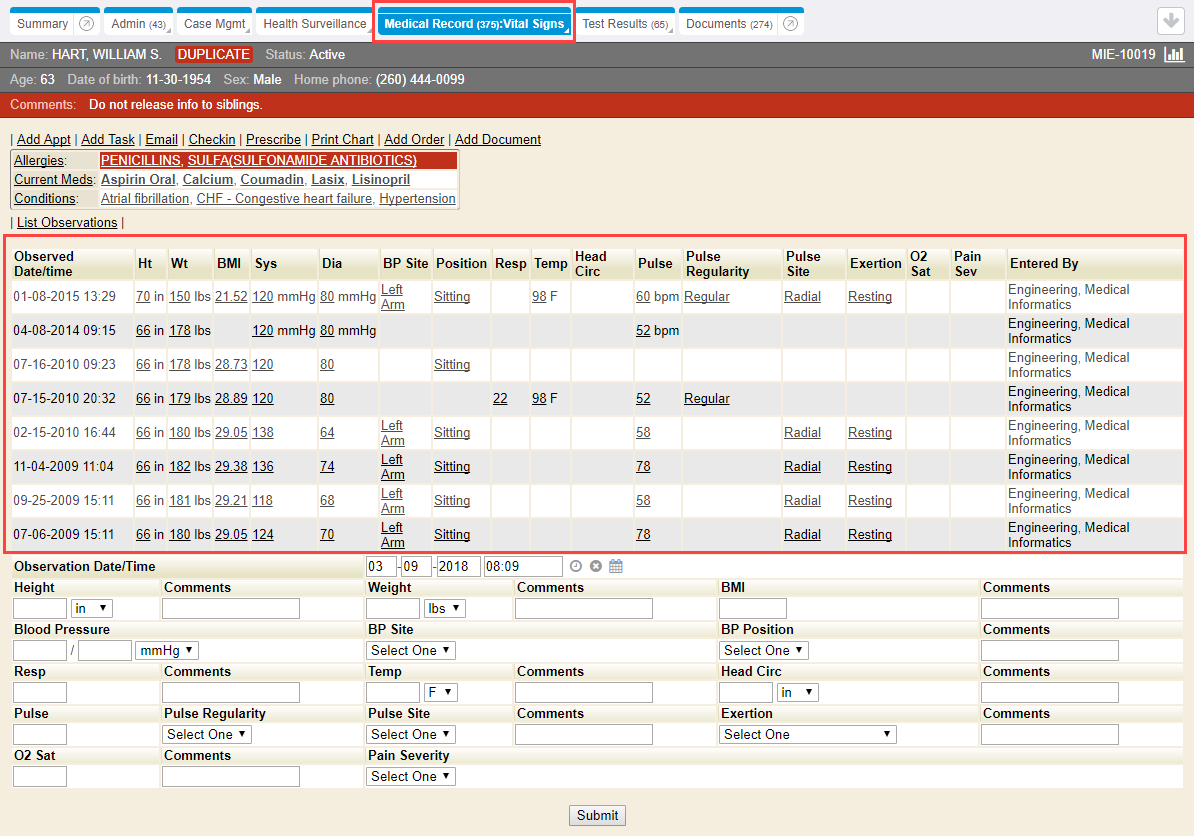 Summary Admin (43) Case Mgmt Health Surveillance Medical Record (375):Vital Signs Test Results (65) Documents (274)
Name: HART, WILLIAM S. DUPLICATE Status: Active MIE-10019
Age: 63 Date of birth: 11-30-1954 Sex: Male Home phone: (260) 444-0099
Comments: Do not release info to siblings.
| Add Appt | Add Task | Email | Checkin | Prescribe | Print Chart | Add Order | Add Document
Allergies: PENICILLINS, SULFA(SULFONAMIDE ANTIBIOTICS)
Current Meds: Aspirin Oral, Calcium, Coumadin, Lasix, Lisinopril
Conditions: Atrial fibrillation, CHF - Congestive heart failure, Hypertension
| List Observations |
Observed Date/time Ht Wt BMI Sys Dia BP Site Position Resp Temp Head Circ Pulse Pulse Regularity Pulse Site Exertion O2 Sat Pain Sev Entered By
01-08-2015 13:29 70 in 150 lbs 21.52 120 mmHg 80 mmHg Left Arm Sitting 98 F 60 bpm Regular Radial Resting Engineering, Medical Informatics
04-08-2014 09:15 66 in 178 lbs 120 mmHg 80 mmHg 52 bpm Engineering, Medical Informatics
07-16-2010 09:23 66 in 178 lbs 28.73 120 80 Sitting Engineering, Medical Informatics
07-15-2010 20:32 66 in 179 lbs 28.89 120 80 22 98 F 52 Regular Engineering, Medical Informatics
02-15-2010 16:44 66 in 180 lbs 29.05 138 64 Left Arm Sitting 58 Radial Resting Engineering, Medical Informatics
11-04-2009 11:04 66 in 182 lbs 29.38 136 74 Left Arm Sitting 78 Radial Resting Engineering, Medical Informatics
09-25-2009 15:11 66 in 181 lbs 29.21 118 68 Left Arm Sitting 58 Radial Resting Engineering, Medical Informatics
07-06-2009 15:11 66 in 180 lbs 29.05 124 70 Left Arm Sitting 78 Radial Resting Engineering, Medical Informatics
Observation Date/Time 03 -09 -2018 08:09
Height Comments Weight Comments BMI Comments
in lbs
Blood Pressure BP Site BP Position Comments
/ mmHg Select One Select One
Resp Comments Temp Comments Head Circ Comments
F in
Pulse Pulse Regularity Pulse Site Comments Exertion Comments
Select One Select One Select One
O2 Sat Comments Pain Severity
Select One
Submit